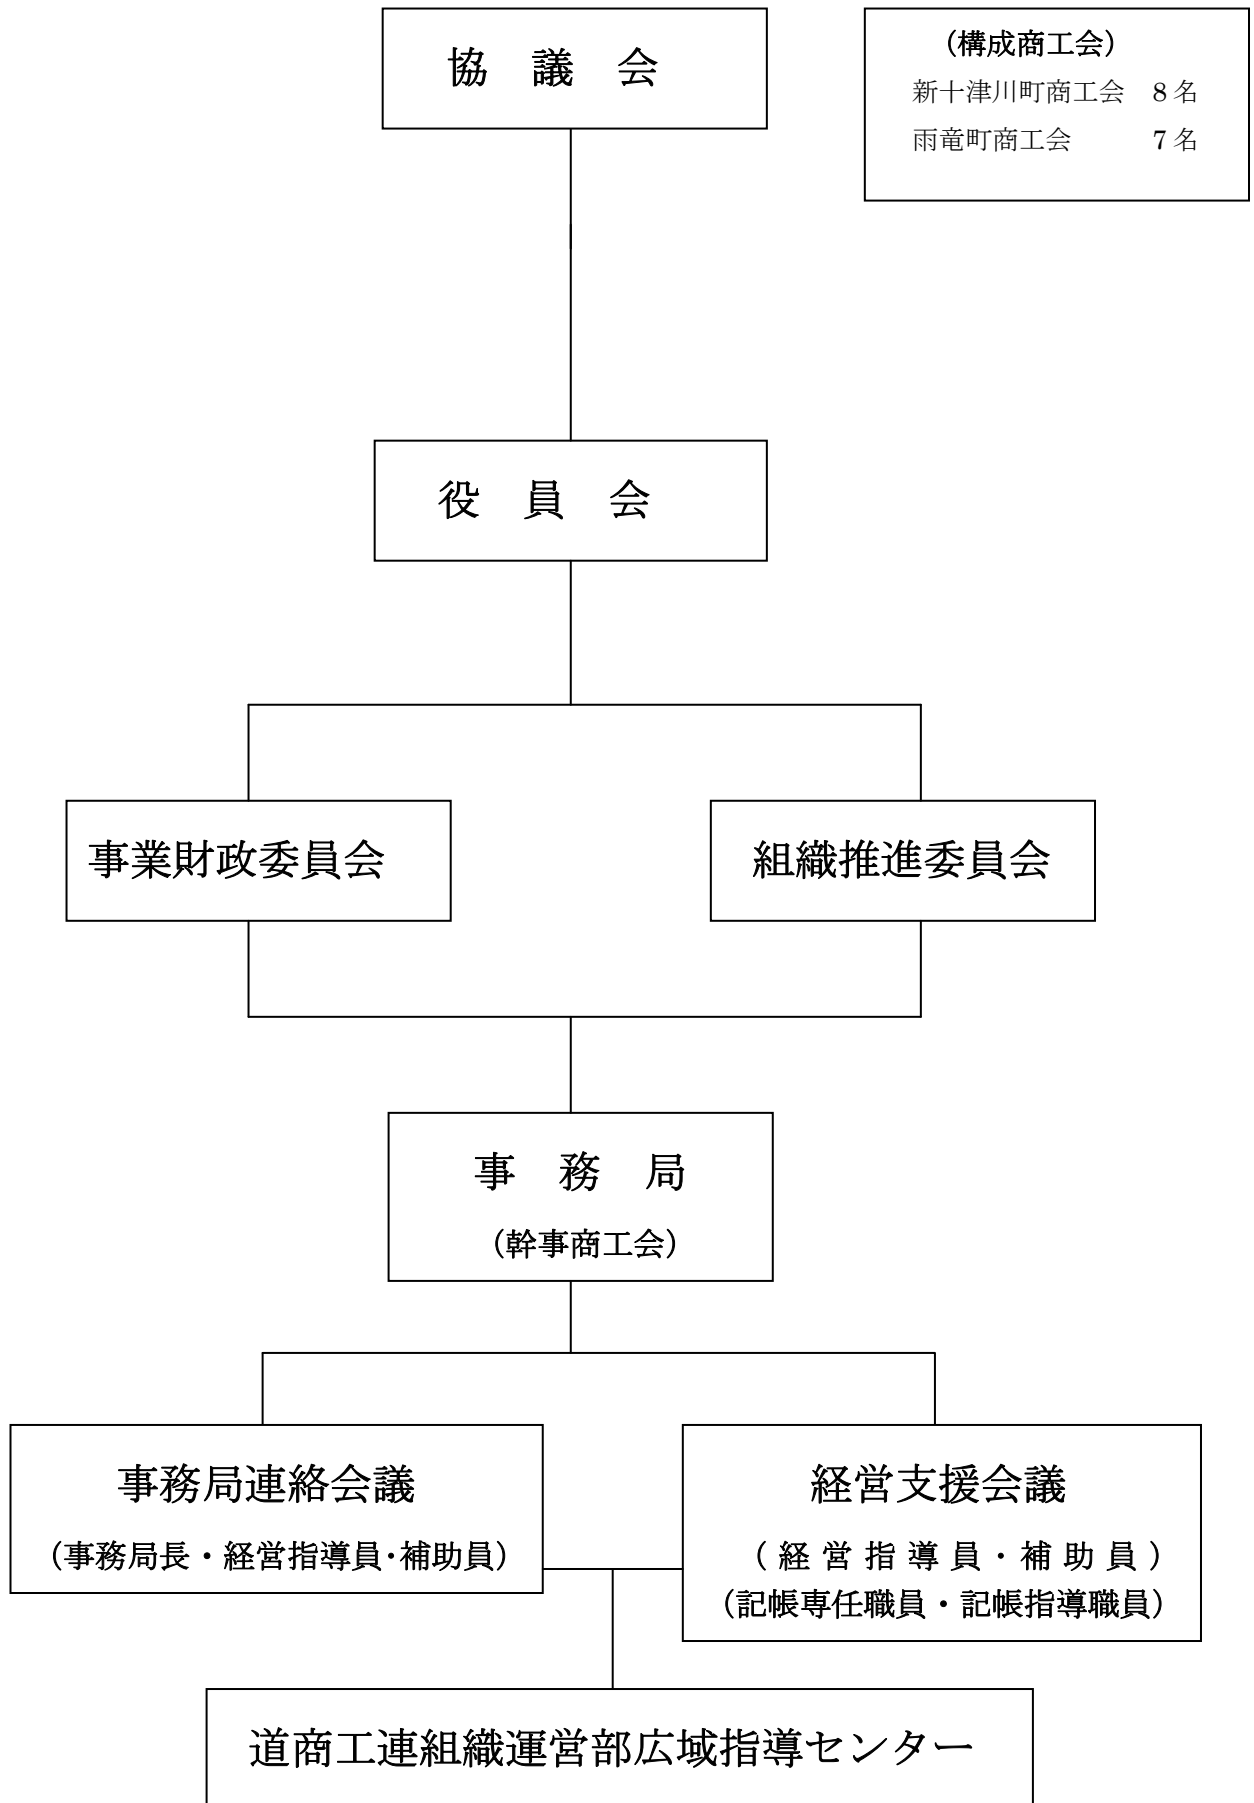 協　議　会
（構成商工会）
新十津川町商工会　8名
雨竜町商工会　　　7名
役　員　会
事業財政委員会
組織推進委員会
事　務　局
（幹事商工会）
事務局連絡会議
（事務局長・経営指導員・補助員）
経営支援会議
（ 経 営 指 導 員 ・ 補 助 員 ）
（記帳専任職員・記帳指導職員）
道商工連組織運営部広域指導センター